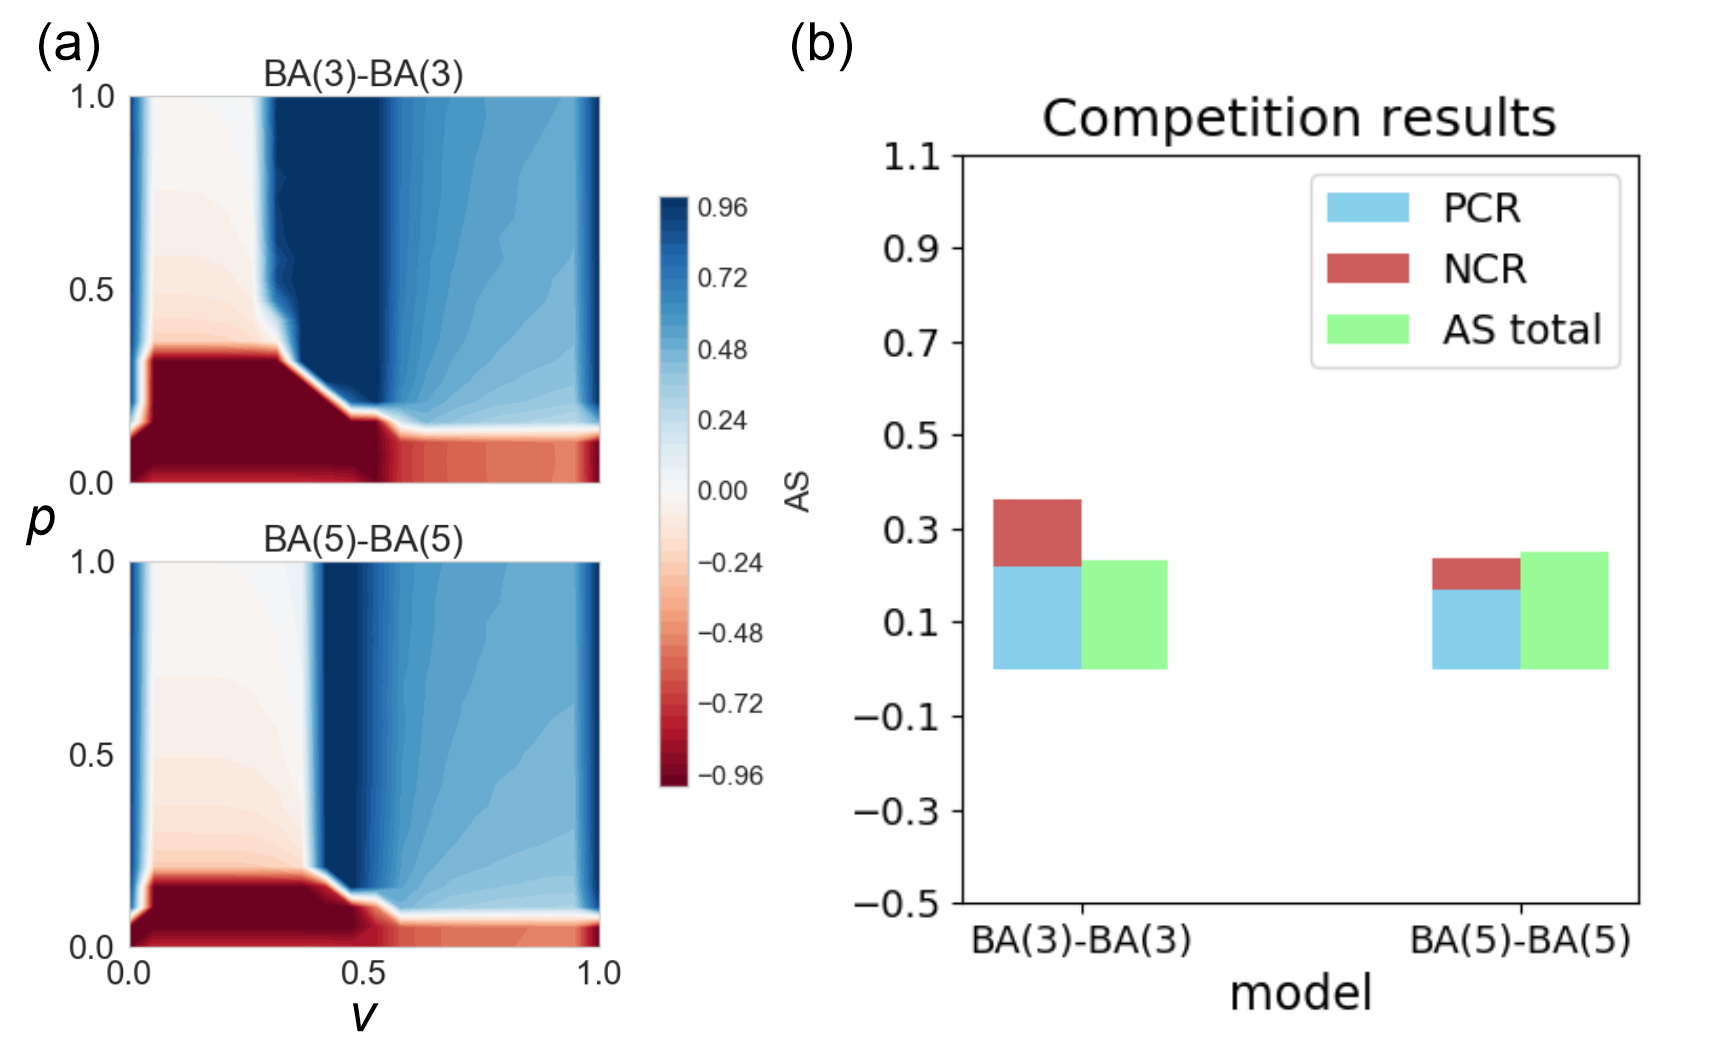 (a)
BA(3)-BA(3)
1.0
0.5
0.0
p
BA(5)-BA(5)
1.0
0.5
0.0
0.0 0.5 1.0
v
0.96
0.72
0.48
0.24
0.00
−0.24
−0.48
−0.72
−0.96
AS
(b)
Competition results
1.1
0.9
0.7
0.5
0.3
0.1
−0.1
−0.3
−0.5
PCR
NCR
AS total
BA(3)-BA(3) BA(5)-BA(5)
model